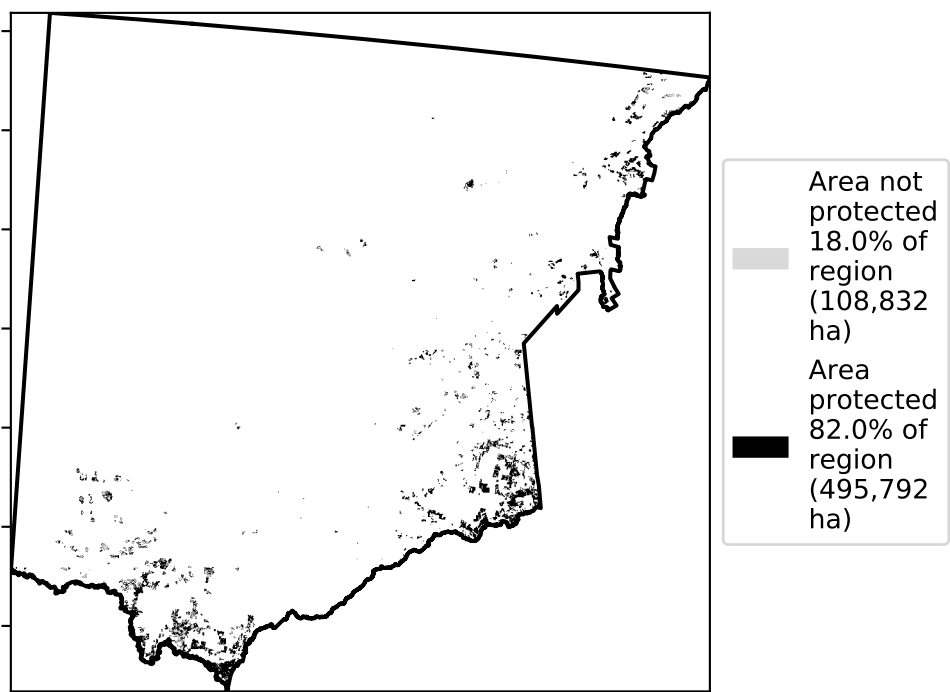 Area not
protected
18.0% of
region
(108,832
ha)
Area
protected
82.0% of
region
(495,792
ha)